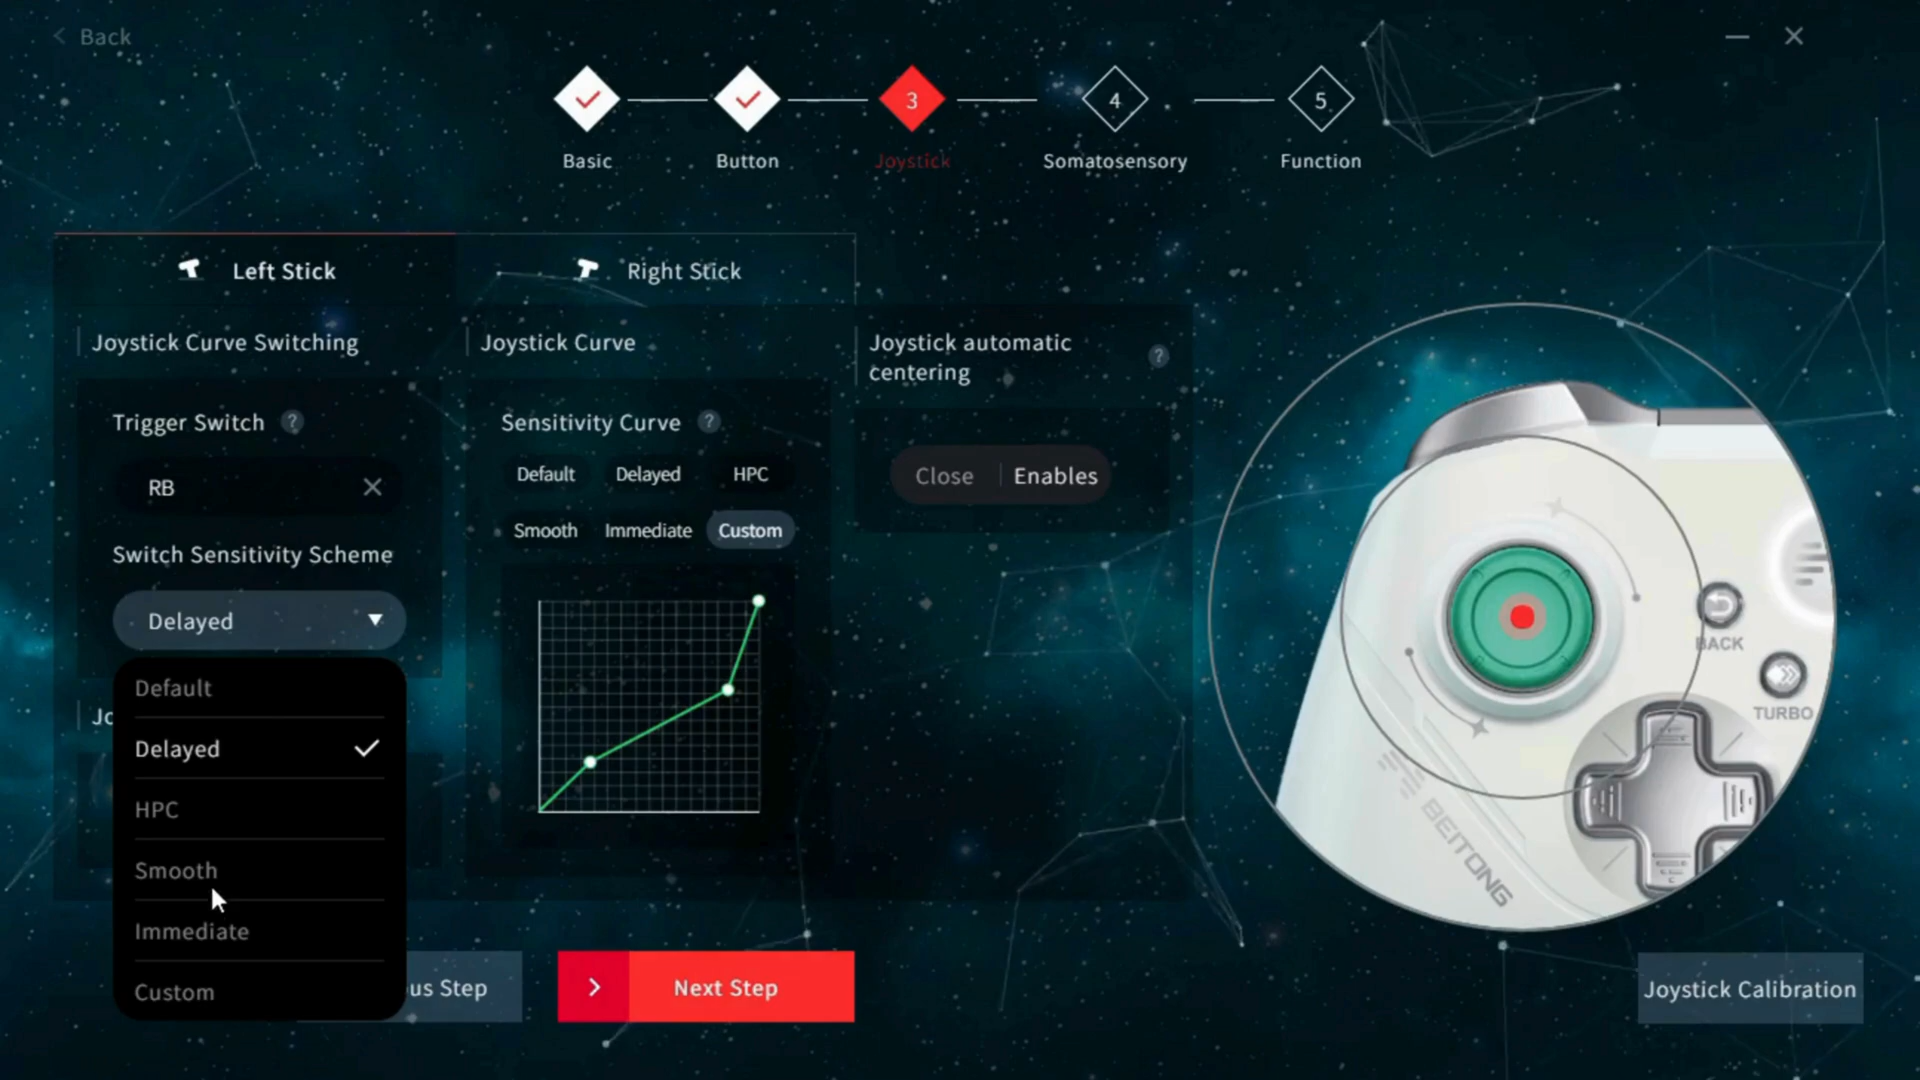 Back
3
4
5
Basic
Button
Joystick
Somatosensory
Function
Left Stick
Right Stick
Joystick Curve Switching
Joystick Curve
Joystick automatic
centering
?
Trigger Switch ?
Sensitivity Curve ?
Default
Delayed
HPC
Close
Enables
RB
Smooth
Immediate
Custom
Switch Sensitivity Scheme
Delayed
BACK
TURBO
Default
Delayed
HPC
Smooth
Immediate
Custom
BEITONG
us Step
Next Step
Joystick Calibration